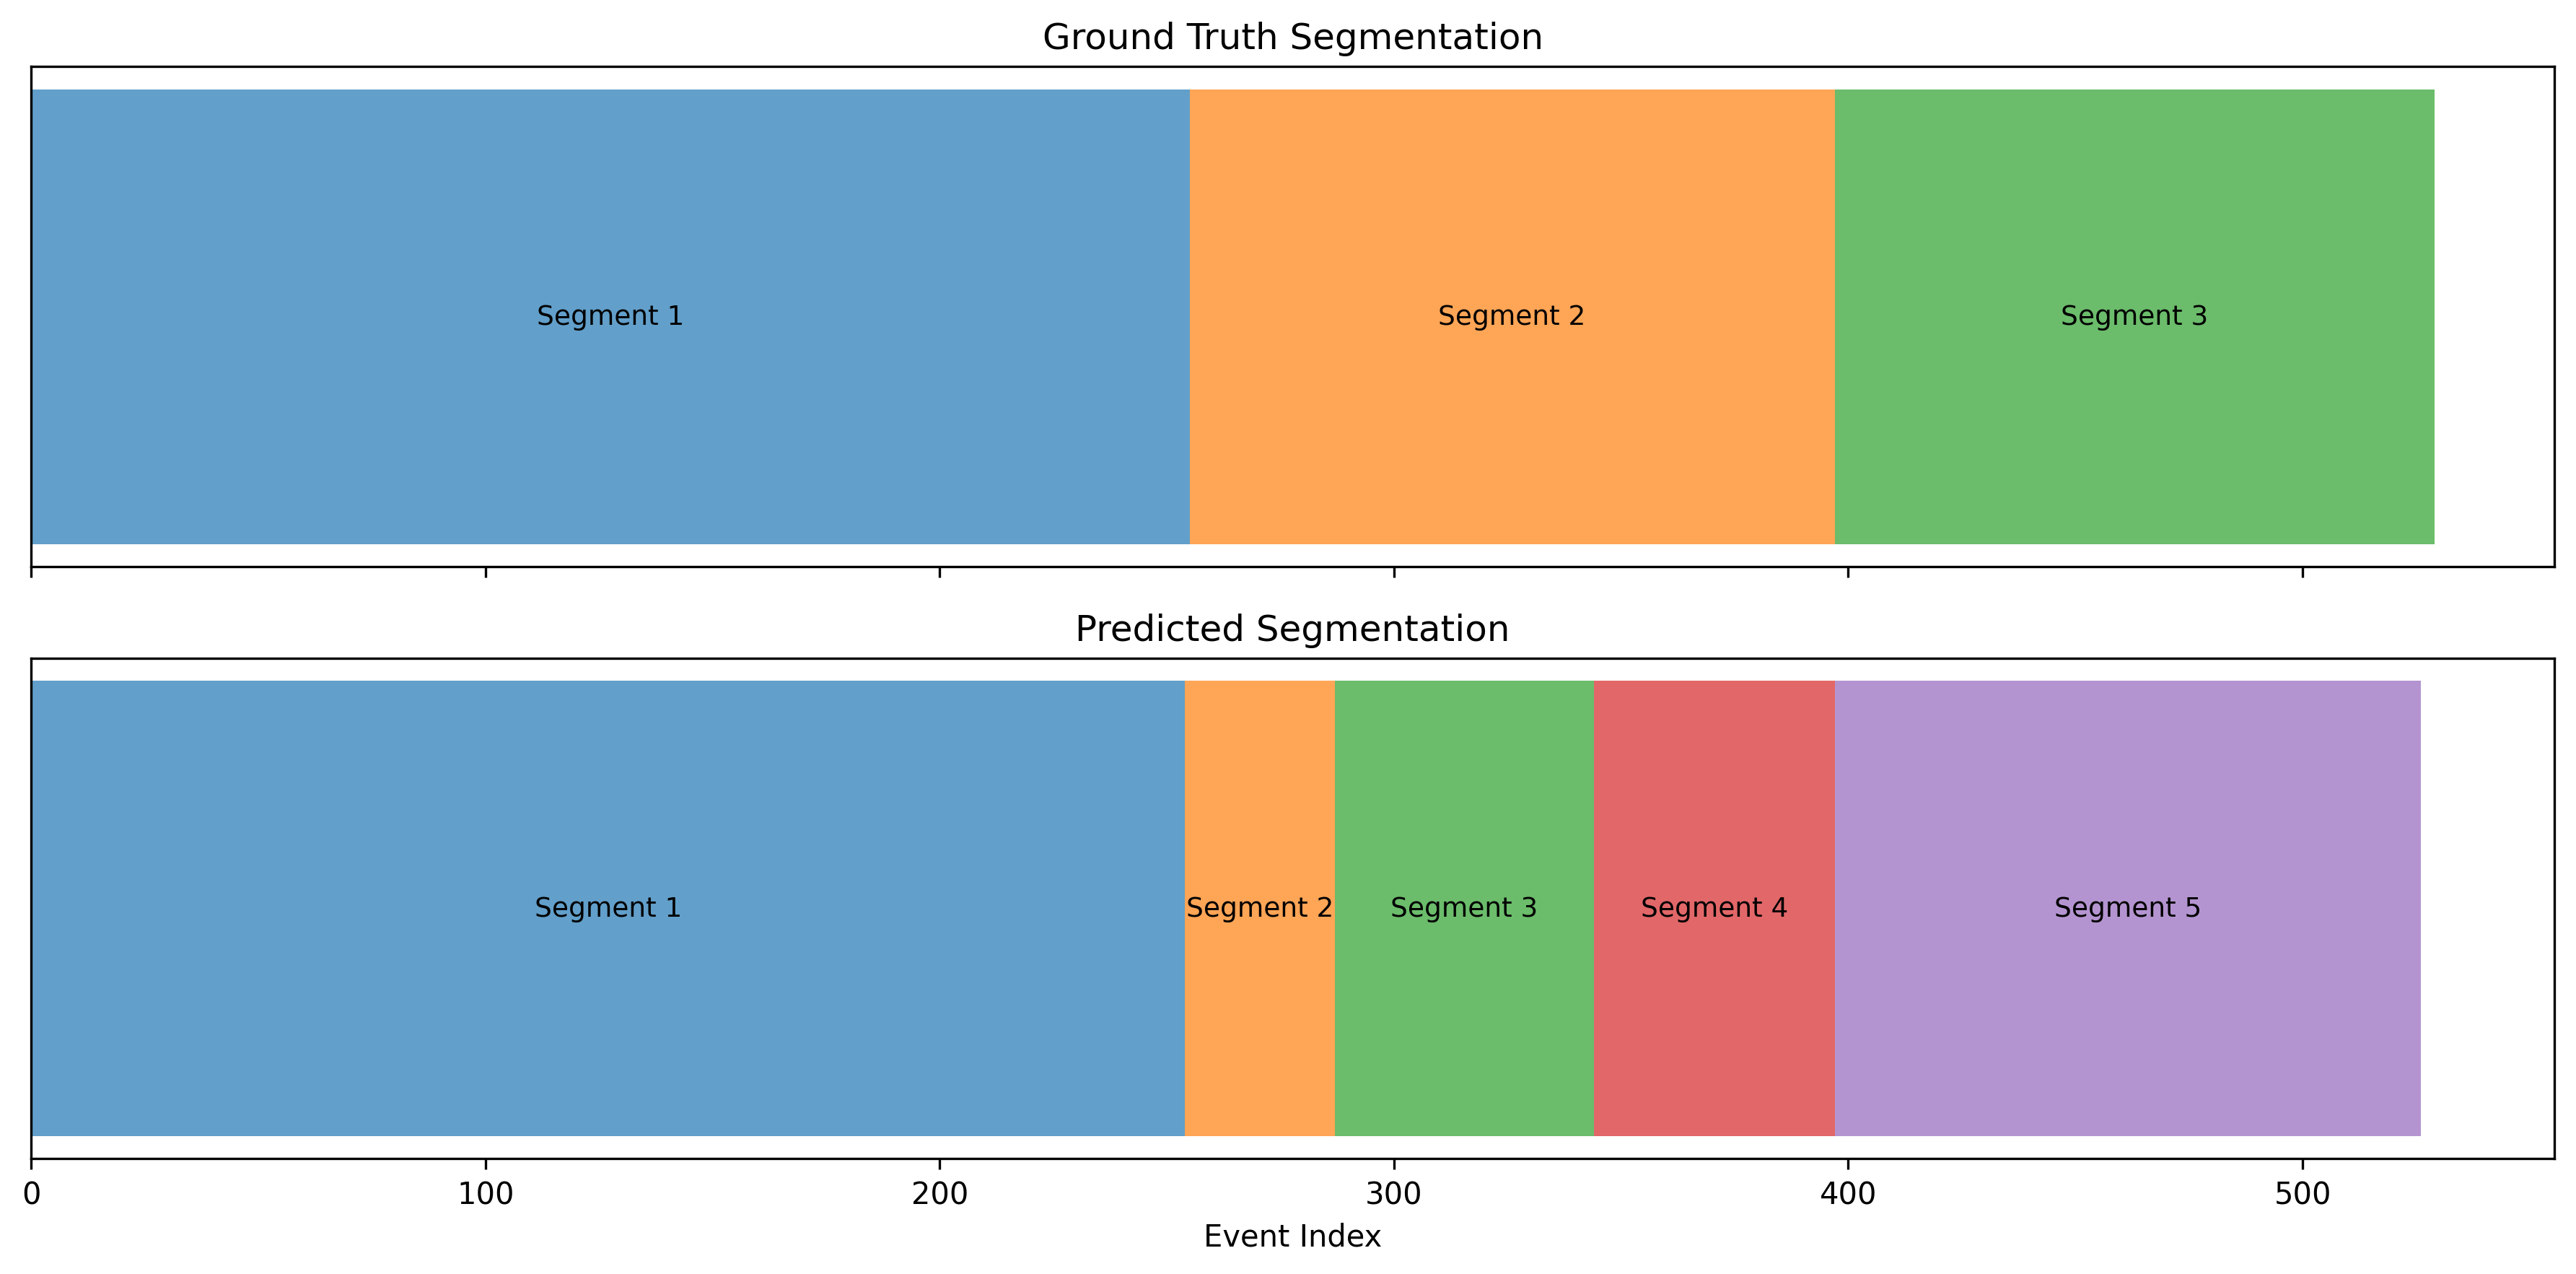 Ground Truth Segmentation
Segment 1 Segment 2 Segment 3
Predicted Segmentation
Segment 1 Segment 2 Segment 3 Segment 4 Segment 5
0 100 200 300 400 500
Event Index